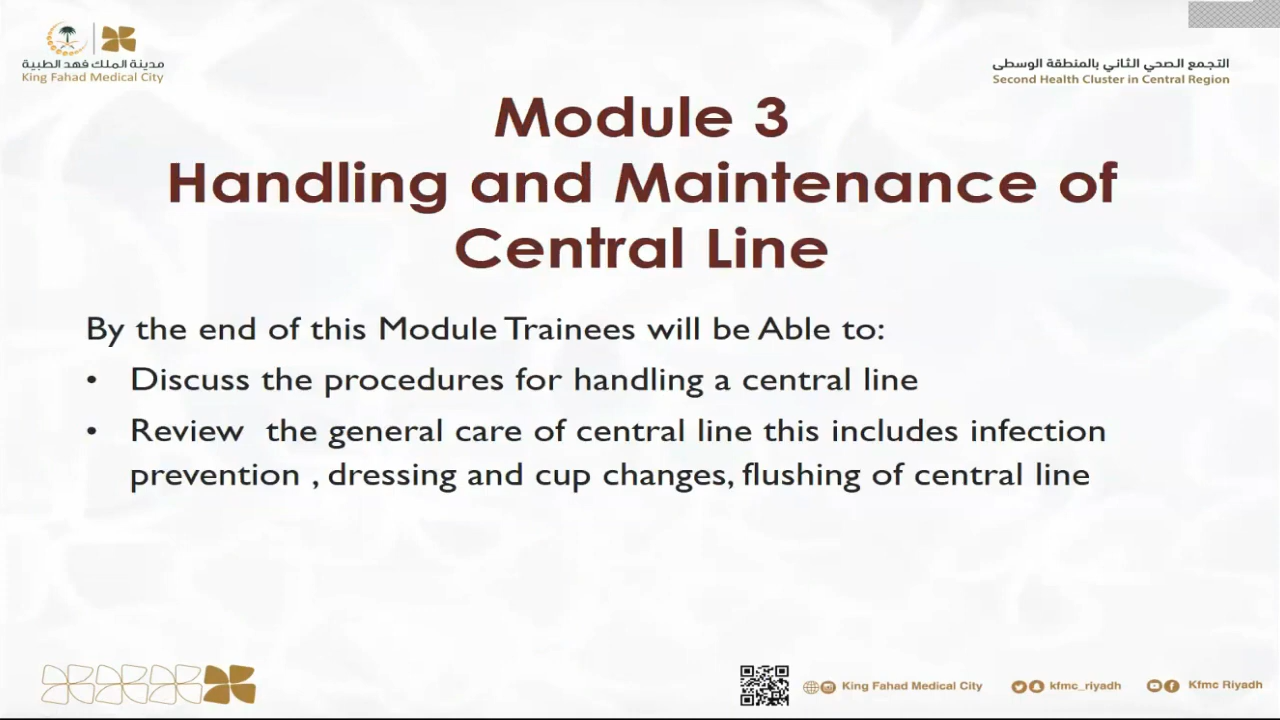 مدينة الملك فهد الطبية
King Fahad Medical City
التجمع الصحي الثاني بالمنطقة الوسطى
Second Health Cluster in Central Region
Module 3
Handling and Maintenance of
Central Line
By the end of this Module Trainees will be Able to:
• Discuss the procedures for handling a central line
• Review the general care of central line this includes infection
prevention , dressing and cup changes, flushing of central line
King Fahad Medical City
kfmc_riyadh
Kfmc Riyadh